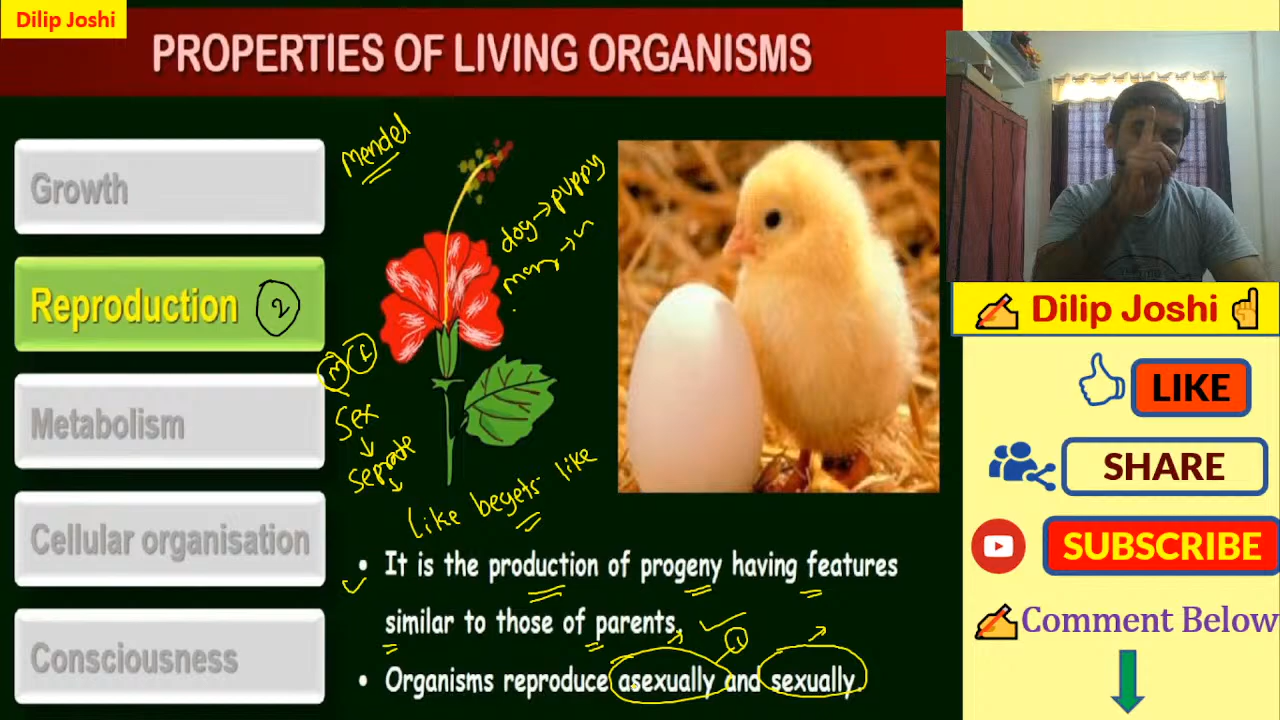 Dilip Joshi
PROPERTIES OF LIVING ORGANISMS
Growth
Reproduction 2
Metabolism
Cellular organisation
Consciousness
Mendel
dog → puppy
Sex
Seprate
Like begets like
• It is the production of progeny having features
similar to those of parents.
• Organisms reproduce asexually and sexually.
Dilip Joshi
LIKE
SHARE
SUBSCRIBE
Comment Below